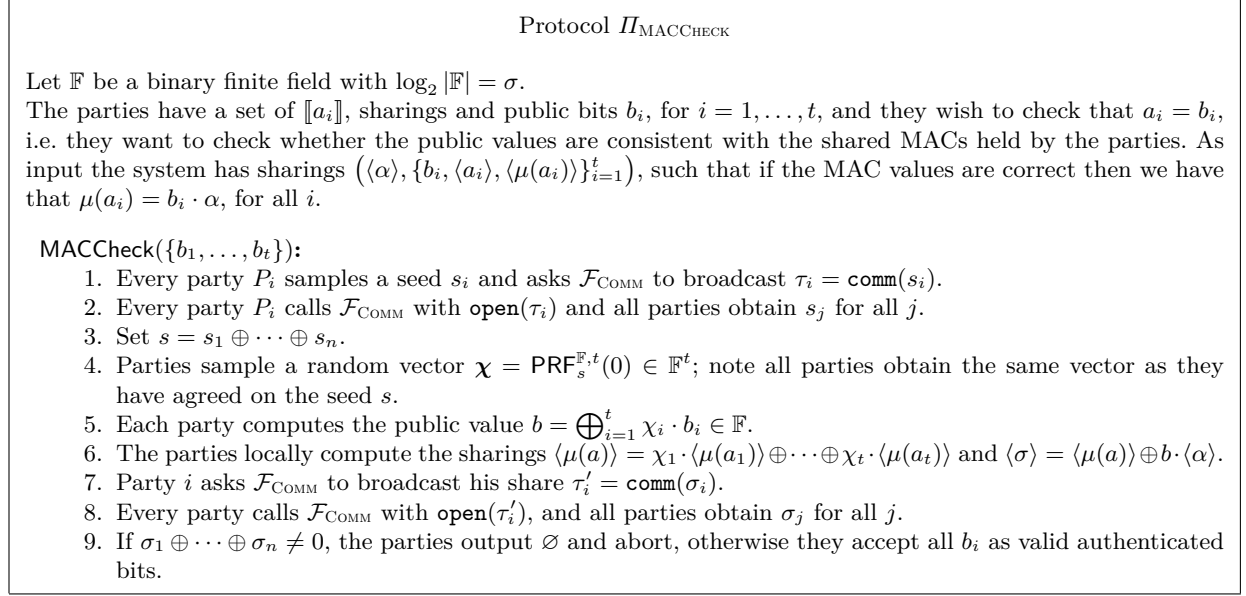 Protocol Π_MACCheck
Let 𝔽 be a binary finite field with log₂ |𝔽| = σ.
The parties have a set of ⟦a_i⟧, sharings and public bits b_i, for i = 1, . . . , t, and they wish to check that a_i = b_i,
i.e. they want to check whether the public values are consistent with the shared MACs held by the parties. As
input the system has sharings (⟨α⟩, {b_i, ⟨a_i⟩, ⟨μ(a_i)⟩}_{i=1}^t), such that if the MAC values are correct then we have
that μ(a_i) = b_i · α, for all i.
MACCheck({b_1, . . . , b_t}):
1. Every party P_i samples a seed s_i and asks ℱ_Comm to broadcast τ_i = comm(s_i).
2. Every party P_i calls ℱ_Comm with open(τ_i) and all parties obtain s_j for all j.
3. Set s = s_1 ⊕ · · · ⊕ s_n.
4. Parties sample a random vector χ = PRF_s^{𝔽,t}(0) ∈ 𝔽^t; note all parties obtain the same vector as they
have agreed on the seed s.
5. Each party computes the public value b = ⨁_{i=1}^t χ_i · b_i ∈ 𝔽.
6. The parties locally compute the sharings ⟨μ(a)⟩ = χ_1 · ⟨μ(a_1)⟩ ⊕ · · · ⊕ χ_t · ⟨μ(a_t)⟩ and ⟨σ⟩ = ⟨μ(a)⟩ ⊕ b · ⟨α⟩.
7. Party i asks ℱ_Comm to broadcast his share τ′_i = comm(σ_i).
8. Every party calls ℱ_Comm with open(τ′_i), and all parties obtain σ_j for all j.
9. If σ_1 ⊕ · · · ⊕ σ_n ≠ 0, the parties output ∅ and abort, otherwise they accept all b_i as valid authenticated
bits.